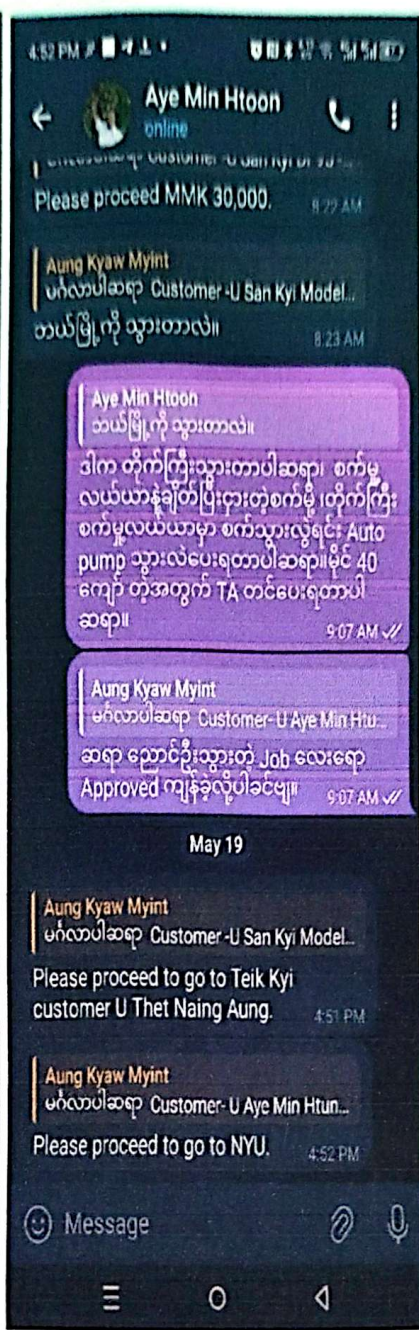 4:52 PM
Aye Min Htoon
online
Please proceed MMK 30,000.
8:22 AM
Aung Kyaw Myint
မင်္ဂလာပါဆရာ Customer -U San Kyi Model...
ဘယ်မြို့ကို သွားတာလဲ။
8:23 AM
Aye Min Htoon
ဘယ်မြို့ကို သွားတာလဲ။
ဒါက တိုက်ကြီးသွားတာပါဆရာ၊ စက်မှု
လယ်ယာနဲ့ချိတ်ပြီးငှားတဲ့စက်မို့ ၊တိုက်ကြီး
စက်မှုလယ်ယာမှာ စက်သွားလွှဲရင်း Auto
pump သွားလဲပေးရတာပါဆရာ။မိုင် 40
ကျော် တဲ့အတွက် TA တင်ပေးရတာပါ
ဆရာ။
9:07 AM
Aung Kyaw Myint
မင်္ဂလာပါဆရာ Customer- U Aye Min Htu...
ဆရာ ညောင်ဦးသွားတဲ့ Job လေးရော
Approved ကျန်ခဲ့လို့ပါခင်ဗျ။
9:07 AM
May 19
Aung Kyaw Myint
မင်္ဂလာပါဆရာ Customer -U San Kyi Model...
Please proceed to go to Teik Kyi
customer U Thet Naing Aung.
4:51 PM
Aung Kyaw Myint
မင်္ဂလာပါဆရာ Customer- U Aye Min Htun...
Please proceed to go to NYU.
4:52 PM
Message